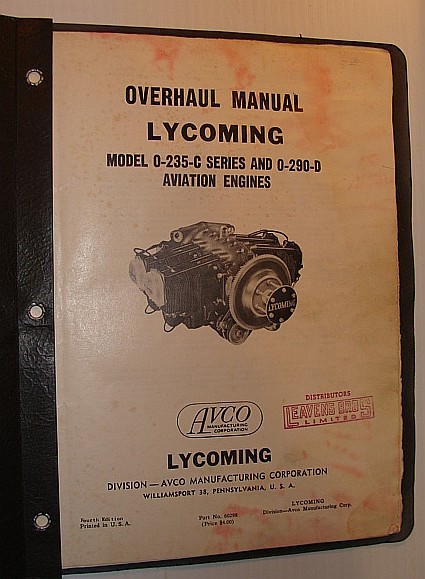 OVERHAUL MANUAL
LYCOMING
MODEL O-235-C SERIES AND O-290-D
AVIATION ENGINES
LYCOMING
AVCO
MANUFACTURING
CORPORATION
DISTRIBUTORS
LEAVENS BROS
LIMITED
LYCOMING
DIVISION — AVCO MANUFACTURING CORPORATION
WILLIAMSPORT 38, PENNSYLVANIA, U. S. A.
Fourth Edition
Printed in U. S. A.
Part No. 60298
(Price $4.00)
LYCOMING
Division—Avco Manufacturing Corp.